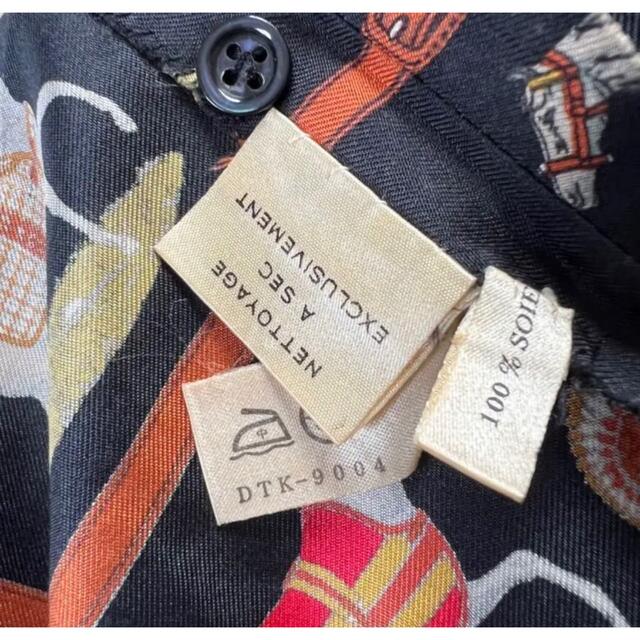 NETTOYAGE
A SEC
EXCLUSIVEMENT
100 % SOIE
DTK-9004